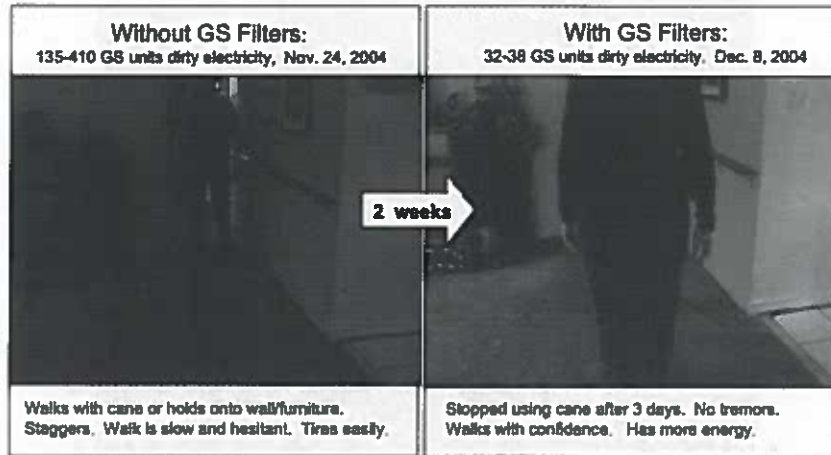 Without GS Filters:
135-410 GS units dirty electricity, Nov. 24, 2004
With GS Filters:
32-38 GS units dirty electricity. Dec. 8, 2004
2 weeks
Walks with cane or holds onto wall/furniture.
Staggers. Walk is slow and hesitant. Tires easily.
Stopped using cane after 3 days. No tremors.
Walks with confidence. Has more energy.